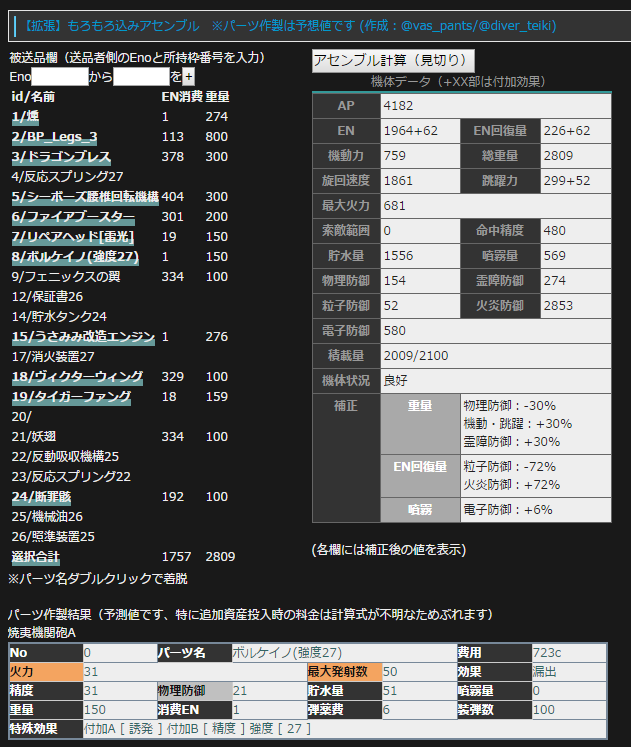 【拡張】もろもろ込みアセンブル　※パーツ作製は予想値です (作成：@vas_pants/@diver_teiki)
被送品欄（送品者側のEnoと所持枠番号を入力）
Eno から を +
id/名前 EN消費 重量
1/煙 1 274
2/BP_Legs_3 113 800
3/ドラゴンブレス 378 300
4/反応スプリング27
5/シーポーズ腰椎回転機構 404 300
6/ファイアブースター 301 200
7/リペアヘッド[雷光] 19 150
8/ボルケイノ(強度27) 1 150
9/フェニックスの翼 334 100
12/保証書26
14/貯水タンク24
15/うさみみ改造エンジン 1 276
17/消火装置27
18/ヴィクターウィング 329 100
19/タイガーファング 18 159
20/
21/妖翅 334 100
22/反動吸収機構25
23/反応スプリング22
24/断罪骸 192 100
25/機械油26
26/照準装置25
選択合計 1757 2809
※パーツ名ダブルクリックで着脱
アセンブル計算（見切り）
機体データ（+XX部は付加効果）
AP 4182
EN 1964+62 EN回復量 226+62
機動力 759 総重量 2809
旋回速度 1861 跳躍力 299+52
最大火力 681
索敵範囲 0 命中精度 480
貯水量 1556 噴霧量 569
物理防御 154 霊障防御 274
粒子防御 52 火炎防御 2853
電子防御 580
積載量 2009/2100
機体状況 良好
補正 重量 物理防御：-30%
機動・跳躍：+30%
霊障防御：+30%
EN回復量 粒子防御：-72%
火炎防御：+72%
噴霧 電子防御：+6%
(各欄には補正後の値を表示)
パーツ作製結果（予測値です、特に追加資産投入時の料金は計算式が不明なためぶれます）
焼夷機関砲A
No 0 パーツ名 ボルケイノ(強度27) 費用 723c
火力 31 最大発射数 50 効果 漏出
精度 31 物理防御 21 貯水量 51 噴霧量 0
重量 150 消費EN 1 弾薬費 6 装弾数 100
特殊効果 付加A [ 誘発 ] 付加B [ 精度 ] 強度 [ 27 ]